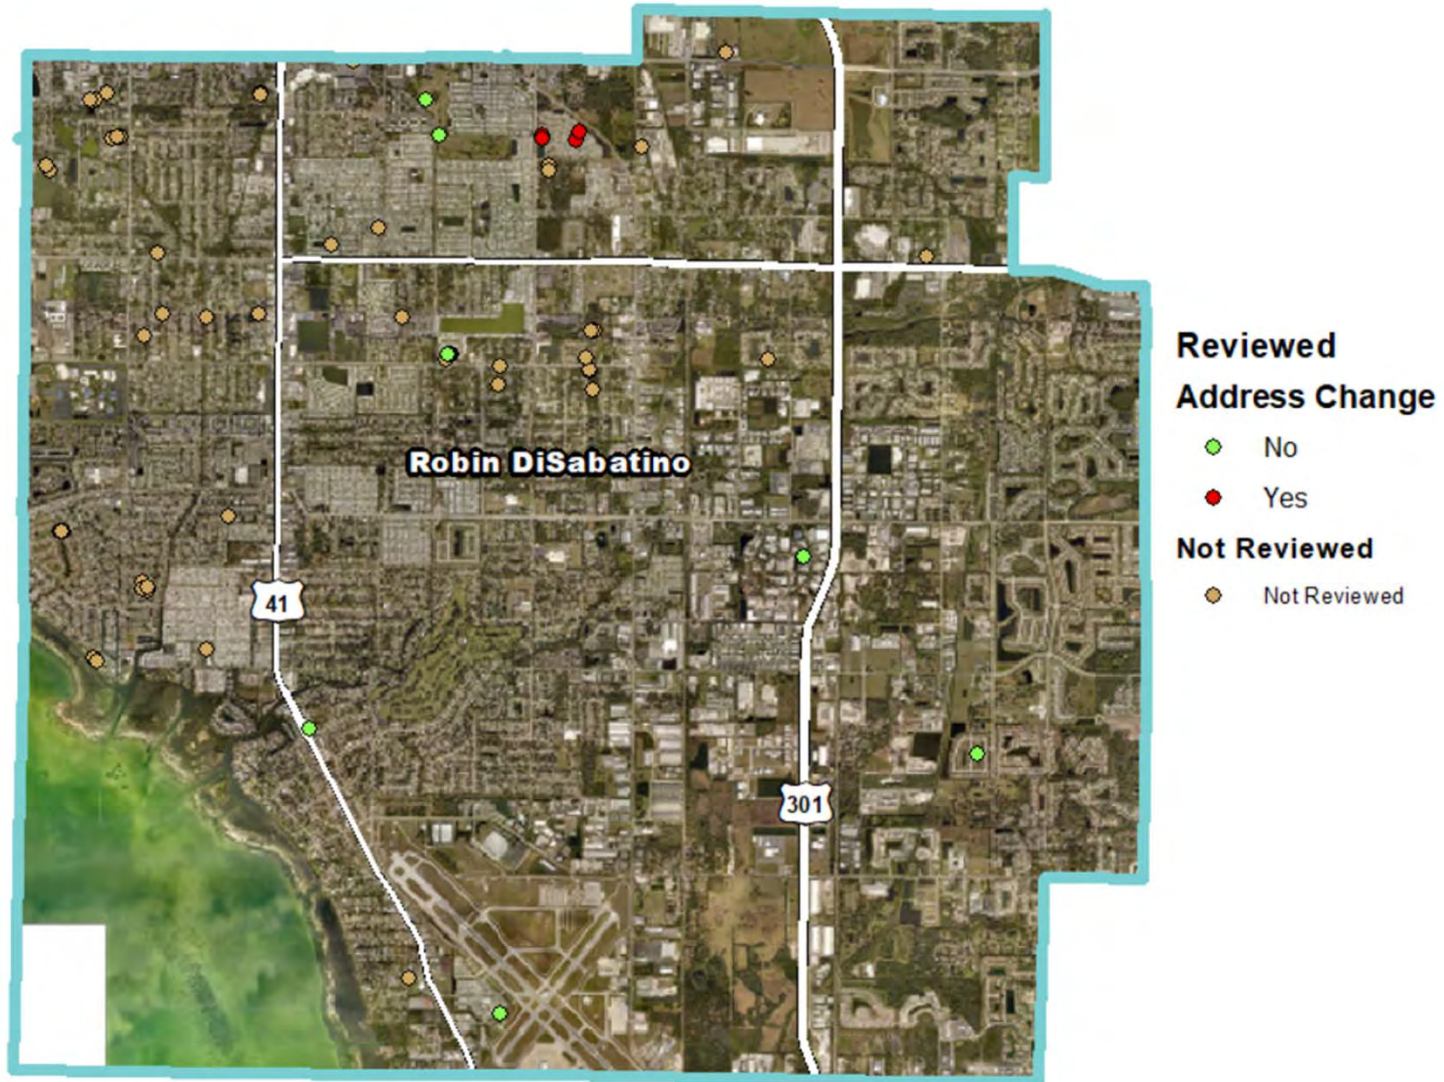 Reviewed
Address Change
No
Yes
Not Reviewed
Not Reviewed
Robin DiSabatino
41
301